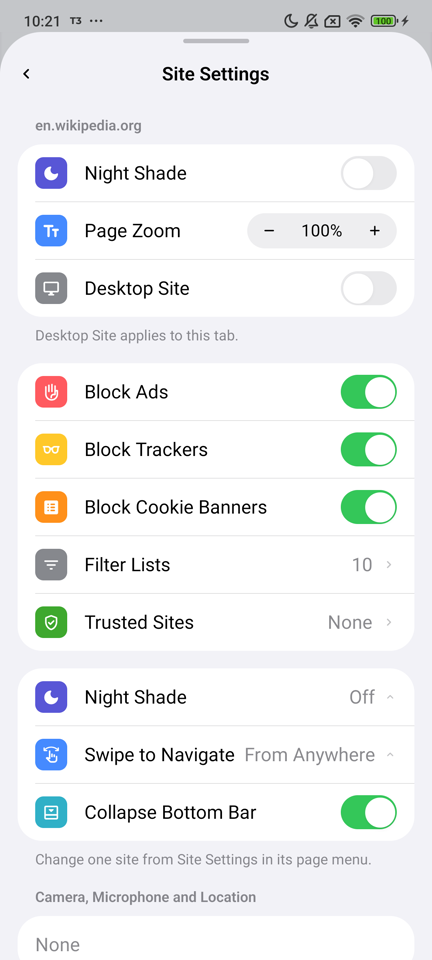 10:21 T3 ... 100
Site Settings
en.wikipedia.org
Night Shade
Page Zoom − 100% +
Desktop Site
Desktop Site applies to this tab.
Block Ads
Block Trackers
Block Cookie Banners
Filter Lists 10
Trusted Sites None
Night Shade Off
Swipe to Navigate From Anywhere
Collapse Bottom Bar
Change one site from Site Settings in its page menu.
Camera, Microphone and Location
None